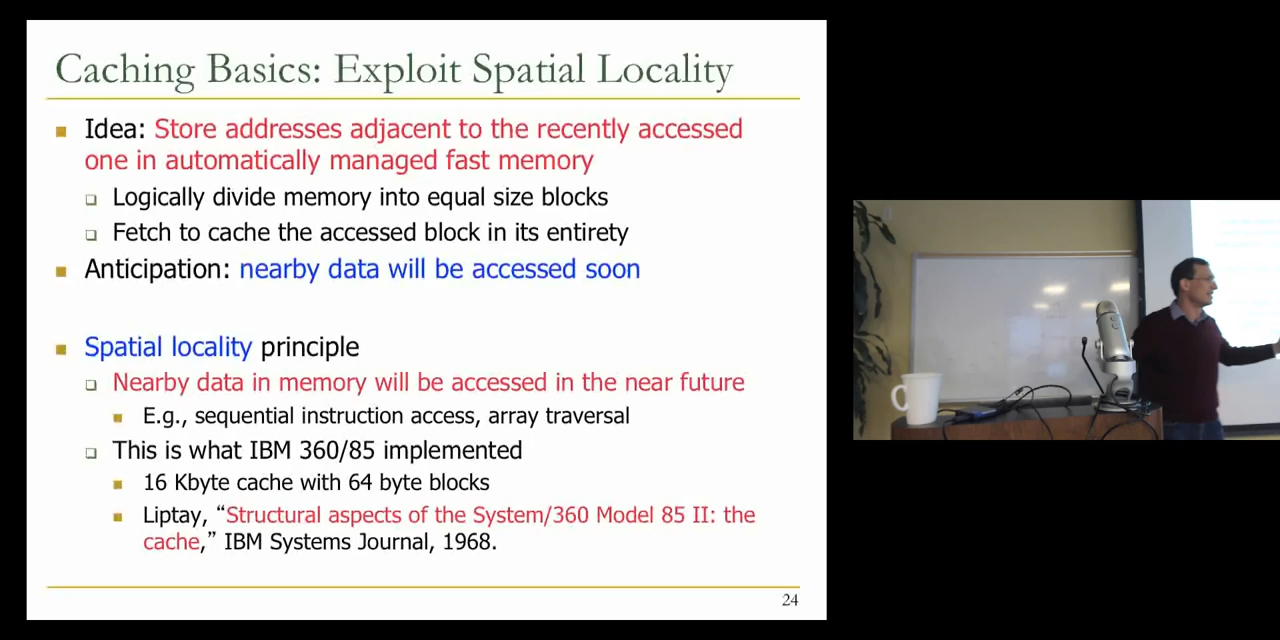 Caching Basics: Exploit Spatial Locality
Idea: Store addresses adjacent to the recently accessed
one in automatically managed fast memory
Logically divide memory into equal size blocks
Fetch to cache the accessed block in its entirety
Anticipation: nearby data will be accessed soon
Spatial locality principle
Nearby data in memory will be accessed in the near future
E.g., sequential instruction access, array traversal
This is what IBM 360/85 implemented
16 Kbyte cache with 64 byte blocks
Liptay, “Structural aspects of the System/360 Model 85 II: the
cache,” IBM Systems Journal, 1968.
24